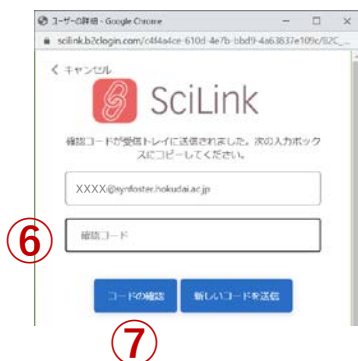 ユーザーの詳細 - Google Chrome
scilink.b2clogin.com/c4f4a4ce-610d-4e7b-bbd9-4a63837e109c/B2C_...
キャンセル
SciLink
確認コードが受信トレイに送信されました。次の入力ボック
スにコピーしてください。
XXXX@synfoster.hokudai.ac.jp
⑥
確認コード
コードの確認 新しいコードを送信
⑦